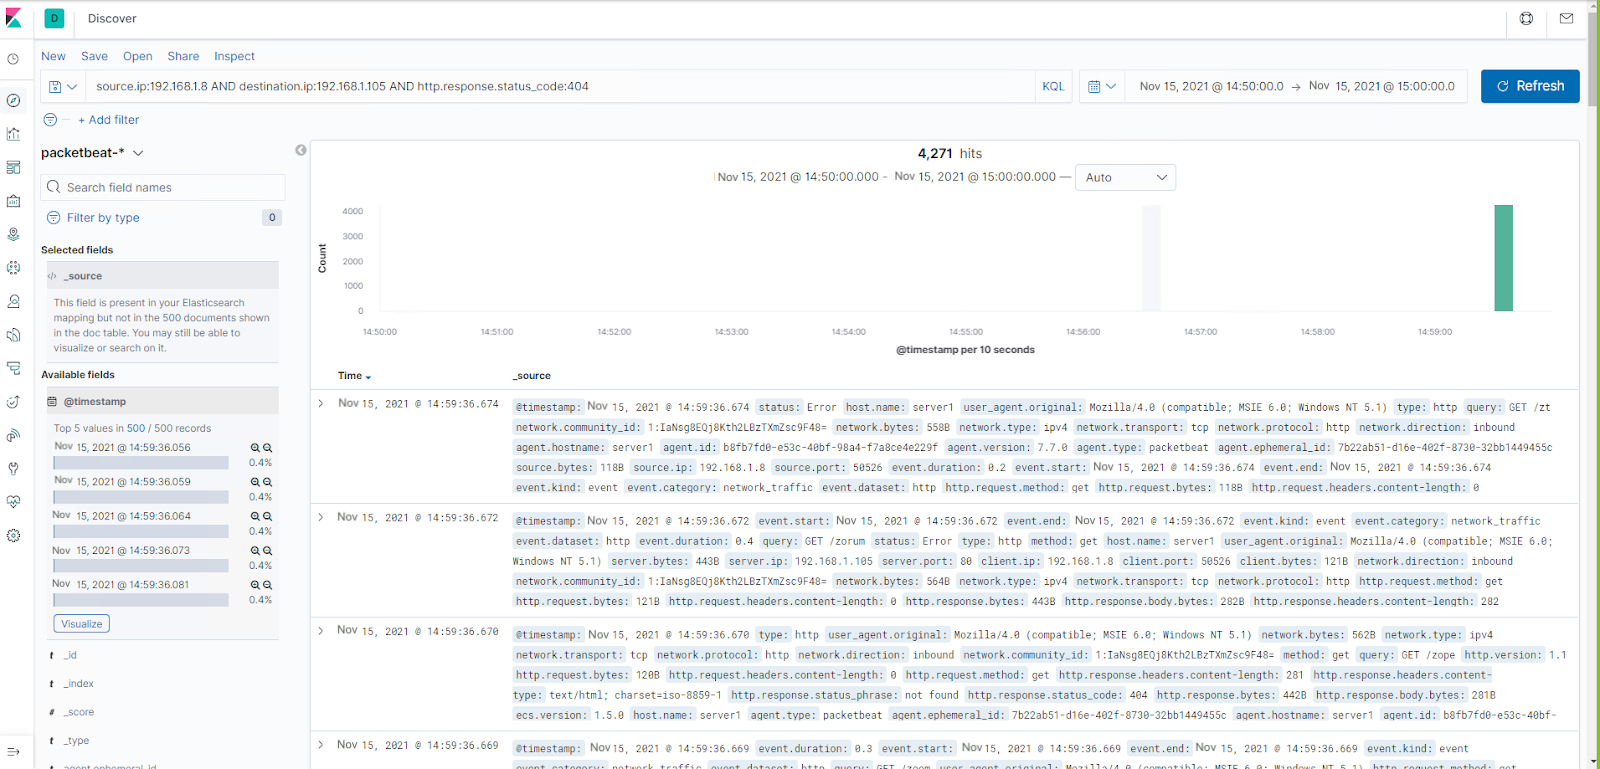 D Discover
New Save Open Share Inspect
source.ip:192.168.1.8 AND destination.ip:192.168.1.105 AND http.response.status_code:404 KQL Nov 15, 2021 @ 14:50:00.0 → Nov 15, 2021 @ 15:00:00.0 Refresh
+ Add filter
packetbeat-*
Search field names
Filter by type 0
Selected fields
</> _source
This field is present in your Elasticsearch
mapping but not in the 500 documents shown
in the doc table. You may still be able to
visualize or search on it.
Available fields
@timestamp
Top 5 values in 500 / 500 records
Nov 15, 2021 @ 14:59:36.056
0.4%
Nov 15, 2021 @ 14:59:36.059
0.4%
Nov 15, 2021 @ 14:59:36.064
0.4%
Nov 15, 2021 @ 14:59:36.073
0.4%
Nov 15, 2021 @ 14:59:36.081
0.4%
Visualize
t _id
t _index
# _score
t _type
t agent.ephemeral_id
4,271 hits
Nov 15, 2021 @ 14:50:00.000 - Nov 15, 2021 @ 15:00:00.000 — Auto
Count
4000
3000
2000
1000
0
14:50:00 14:51:00 14:52:00 14:53:00 14:54:00 14:55:00 14:56:00 14:57:00 14:58:00 14:59:00
@timestamp per 10 seconds
Time _source
Nov 15, 2021 @ 14:59:36.674
@timestamp: Nov 15, 2021 @ 14:59:36.674 status: Error host.name: server1 user_agent.original: Mozilla/4.0 (compatible; MSIE 6.0; Windows NT 5.1) type: http query: GET /zt
network.community_id: 1:IaNsg8EQj8Kth2LBzTXmZsc9F48= network.bytes: 558B network.type: ipv4 network.transport: tcp network.protocol: http network.direction: inbound
agent.hostname: server1 agent.id: b8fb7fd0-e53c-40bf-98a4-f7a8ce4e229f agent.version: 7.7.0 agent.type: packetbeat agent.ephemeral_id: 7b22ab51-d16e-402f-8730-32bb1449455c
source.bytes: 118B source.ip: 192.168.1.8 source.port: 50526 event.duration: 0.2 event.start: Nov 15, 2021 @ 14:59:36.674 event.end: Nov 15, 2021 @ 14:59:36.674
event.kind: event event.category: network_traffic event.dataset: http http.request.method: get http.request.bytes: 118B http.request.headers.content-length: 0
Nov 15, 2021 @ 14:59:36.672
@timestamp: Nov 15, 2021 @ 14:59:36.672 event.start: Nov 15, 2021 @ 14:59:36.672 event.end: Nov 15, 2021 @ 14:59:36.672 event.kind: event event.category: network_traffic
event.dataset: http event.duration: 0.4 query: GET /zorum status: Error type: http method: get host.name: server1 user_agent.original: Mozilla/4.0 (compatible; MSIE 6.0;
Windows NT 5.1) server.bytes: 443B server.ip: 192.168.1.105 server.port: 80 client.ip: 192.168.1.8 client.port: 50526 client.bytes: 121B network.direction: inbound
network.community_id: 1:IaNsg8EQj8Kth2LBzTXmZsc9F48= network.bytes: 564B network.type: ipv4 network.transport: tcp network.protocol: http http.request.method: get
http.request.bytes: 121B http.request.headers.content-length: 0 http.response.bytes: 443B http.response.body.bytes: 282B http.response.headers.content-length: 282
Nov 15, 2021 @ 14:59:36.670
@timestamp: Nov 15, 2021 @ 14:59:36.670 type: http user_agent.original: Mozilla/4.0 (compatible; MSIE 6.0; Windows NT 5.1) network.bytes: 562B network.type: ipv4
network.transport: tcp network.protocol: http network.direction: inbound network.community_id: 1:IaNsg8EQj8Kth2LBzTXmZsc9F48= method: get query: GET /zope http.version: 1.1
http.request.bytes: 120B http.request.headers.content-length: 0 http.request.method: get http.response.headers.content-length: 281 http.response.headers.content-
type: text/html; charset=iso-8859-1 http.response.status_phrase: not found http.response.status_code: 404 http.response.bytes: 442B http.response.body.bytes: 281B
ecs.version: 1.5.0 host.name: server1 agent.type: packetbeat agent.ephemeral_id: 7b22ab51-d16e-402f-8730-32bb1449455c agent.hostname: server1 agent.id: b8fb7fd0-e53c-40bf-
Nov 15, 2021 @ 14:59:36.669
@timestamp: Nov 15, 2021 @ 14:59:36.669 event.duration: 0.3 event.start: Nov 15, 2021 @ 14:59:36.669 event.end: Nov 15, 2021 @ 14:59:36.669 event.kind: event
event.category: network_traffic event.dataset: http query: GET /zoom user_agent.original: Mozilla/4.0 (compatible; MSIE 6.0; Windows NT 5.1) http.request.method: get